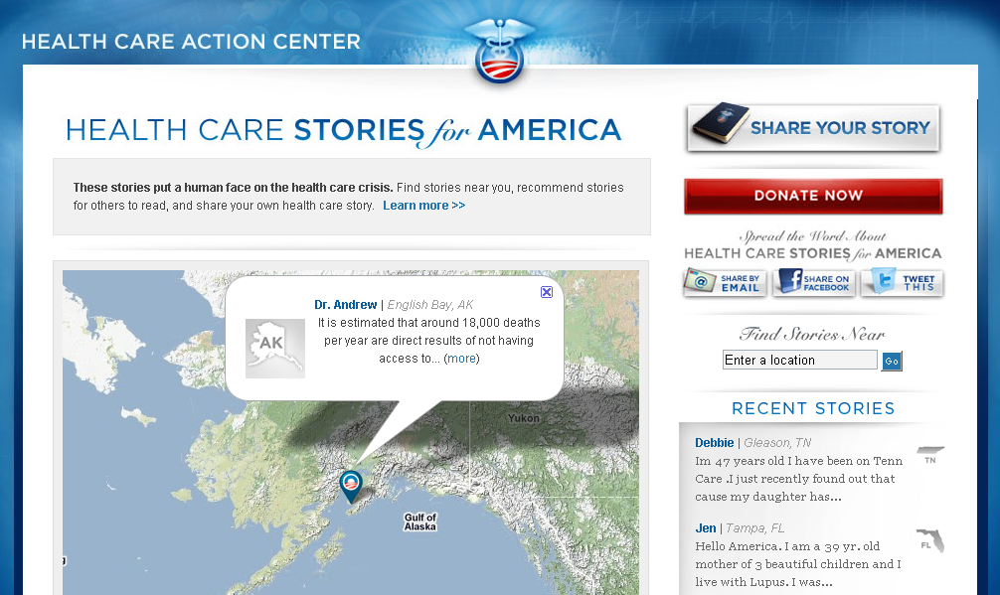 HEALTH CARE ACTION CENTER
HEALTH CARE STORIES for AMERICA
These stories put a human face on the health care crisis. Find stories near you, recommend stories
for others to read, and share your own health care story. Learn more >>
Dr. Andrew | English Bay, AK
AK
It is estimated that around 18,000 deaths
per year are direct results of not having
access to... (more)
Yukon
Gulf of
Alaska
SHARE YOUR STORY
DONATE NOW
Spread the Word About
HEALTH CARE STORIES for AMERICA
SHARE BY
EMAIL
SHARE ON
FACEBOOK
TWEET
THIS
Find Stories Near
Enter a location
Go
RECENT STORIES
Debbie | Gleason, TN
Im 47 years old I have been on Tenn
Care .I just recently found out that
cause my daughter has...
TN
Jen | Tampa, FL
Hello America. I am a 39 yr. old
mother of 3 beautiful children and I
live with Lupus. I was...
FL